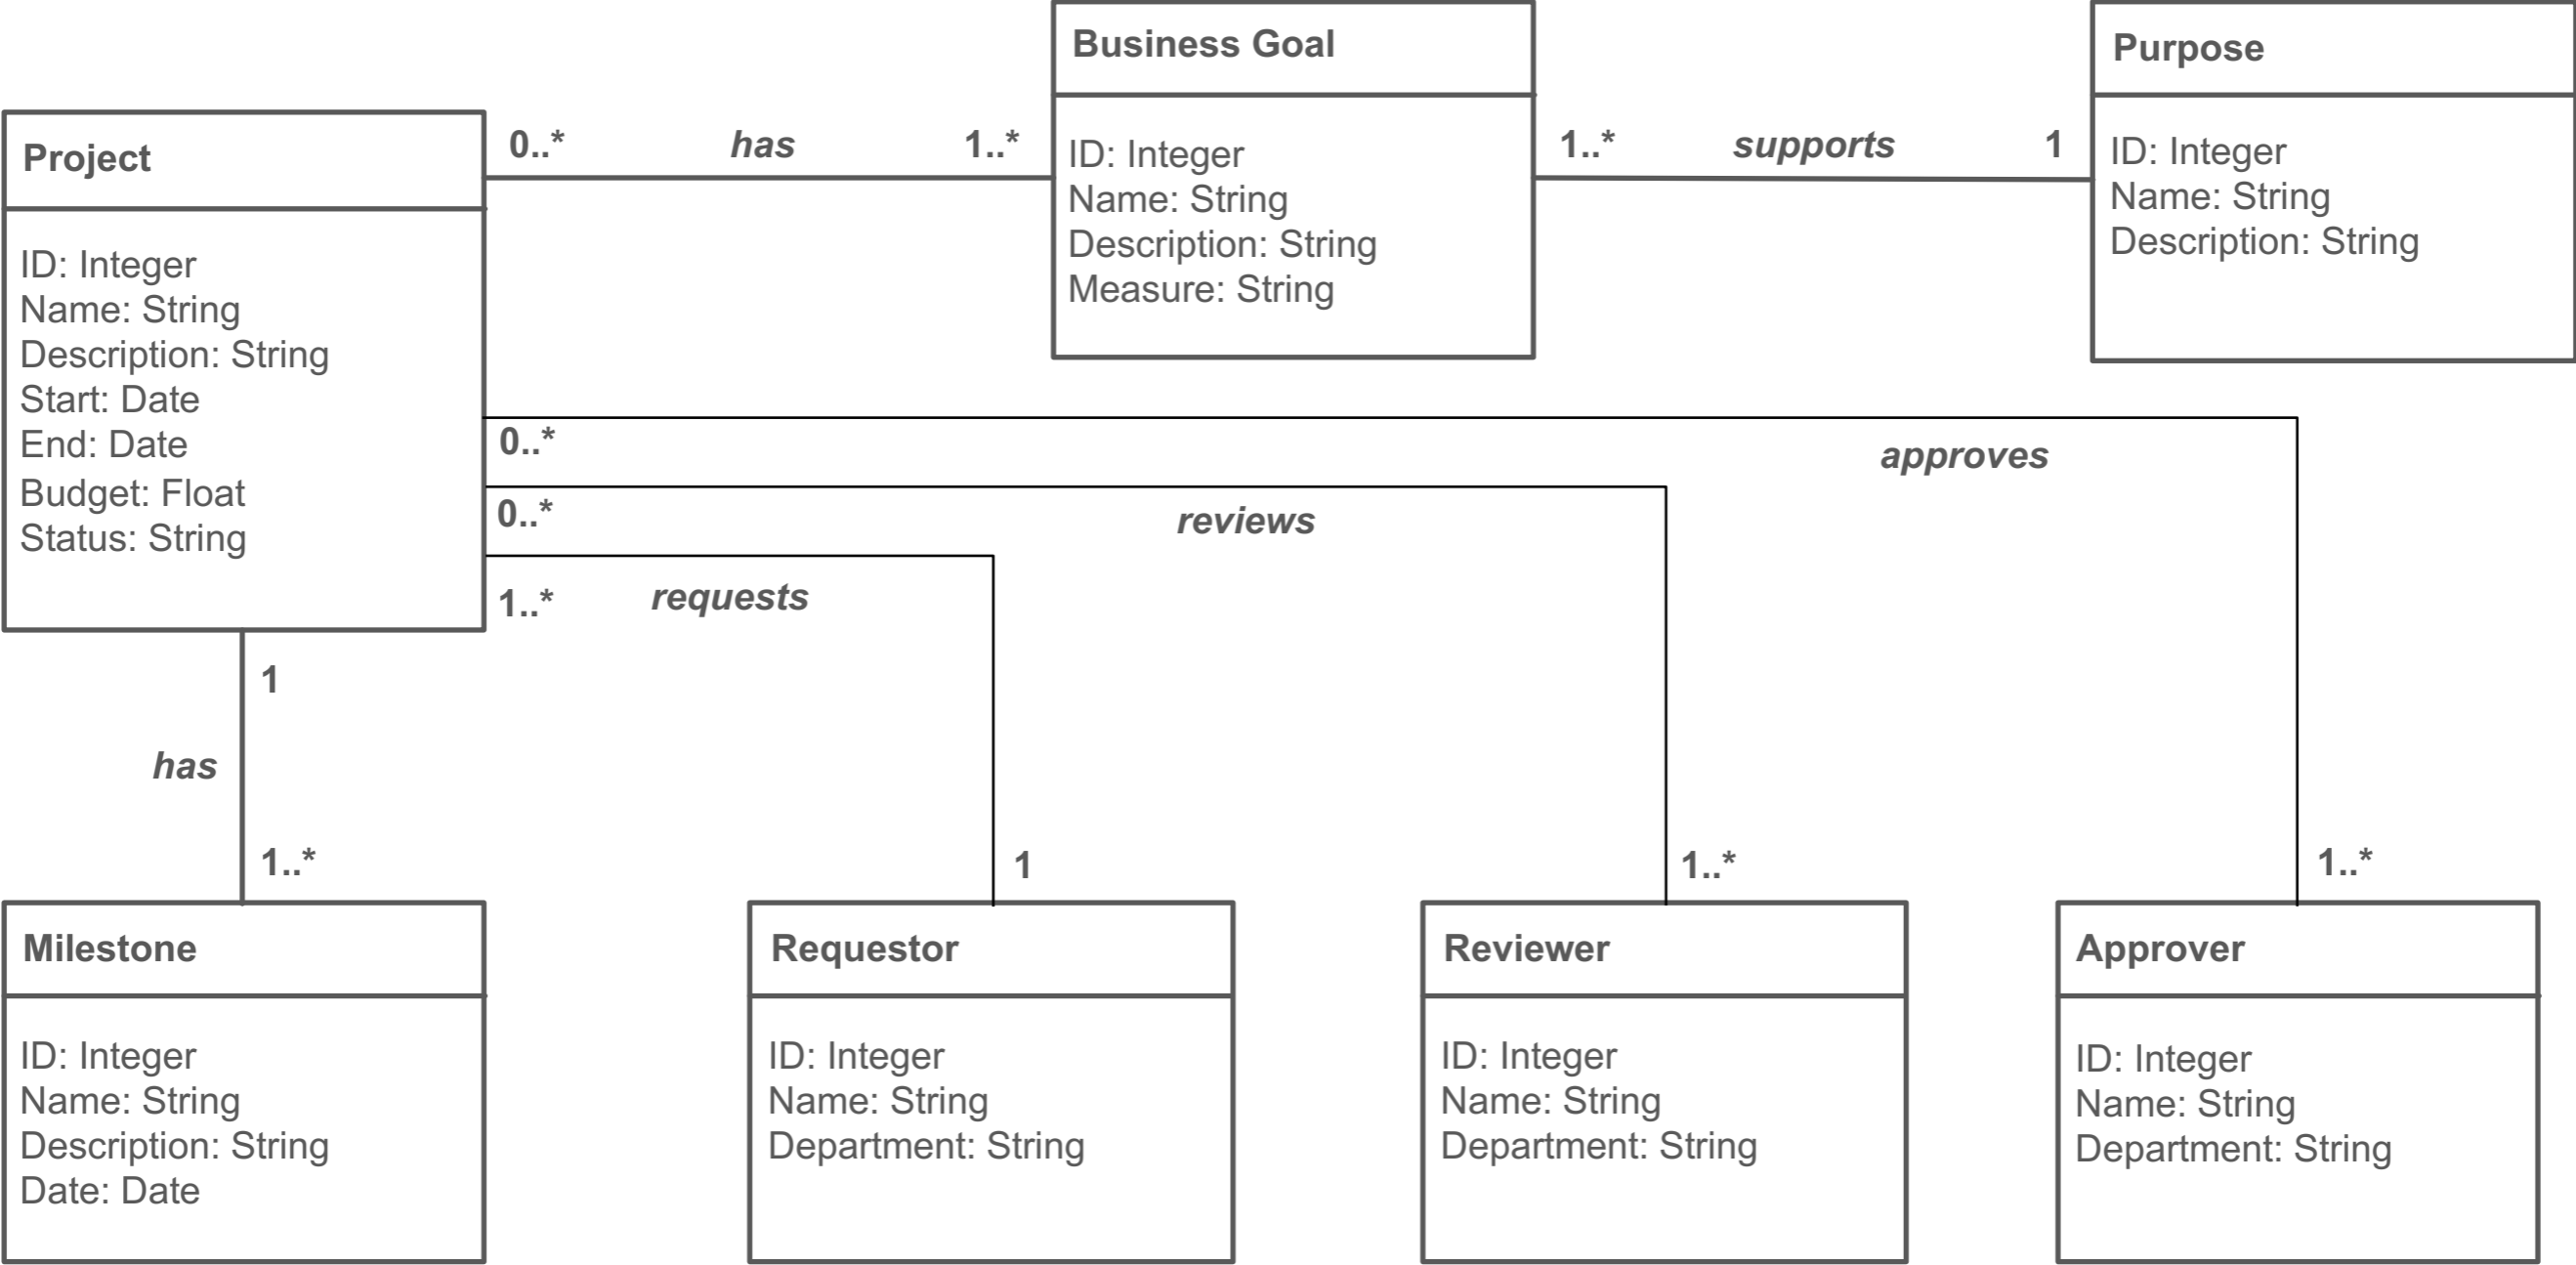 Business Goal
ID: Integer
Name: String
Description: String
Measure: String
Purpose
ID: Integer
Name: String
Description: String
Project
ID: Integer
Name: String
Description: String
Start: Date
End: Date
Budget: Float
Status: String
0..* has 1..*
1..* supports 1
0..*
approves
1..*
0..*
reviews
1..*
1..*
requests
1
1
has
1..*
Milestone
ID: Integer
Name: String
Description: String
Date: Date
Requestor
ID: Integer
Name: String
Department: String
Reviewer
ID: Integer
Name: String
Department: String
Approver
ID: Integer
Name: String
Department: String